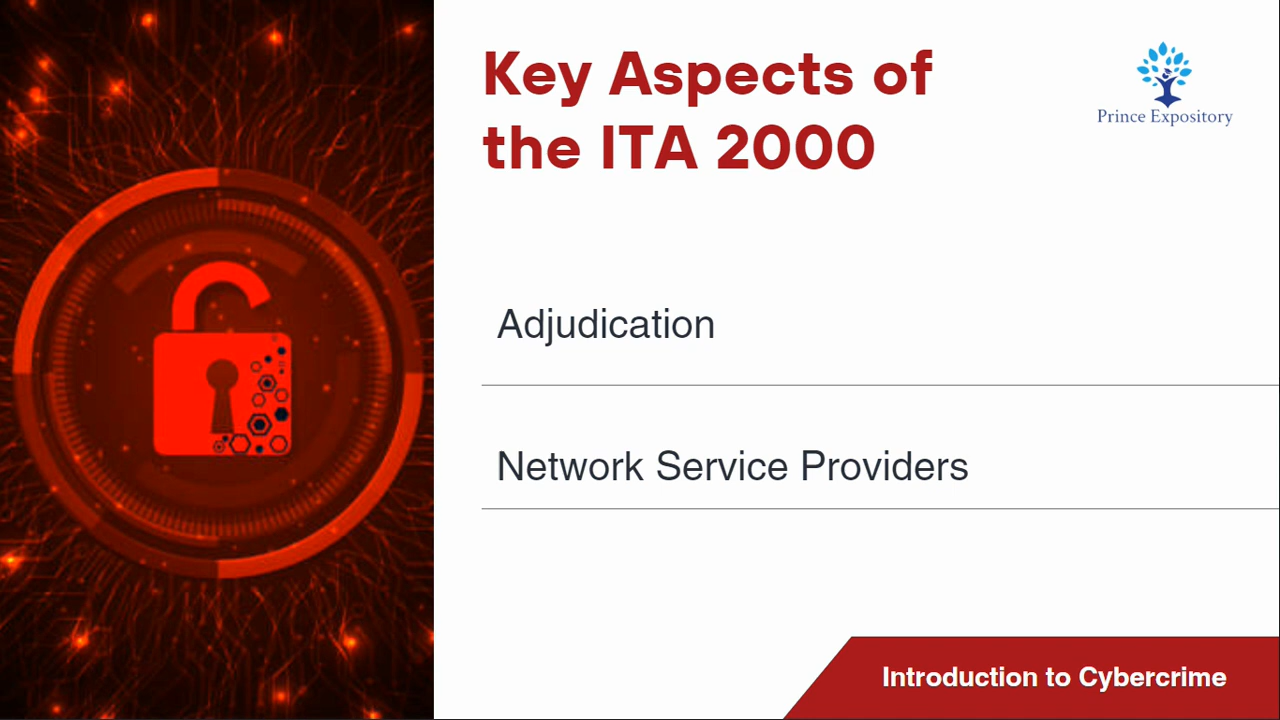 Key Aspects of
the ITA 2000
Prince Expository
Adjudication
Network Service Providers
Introduction to Cybercrime